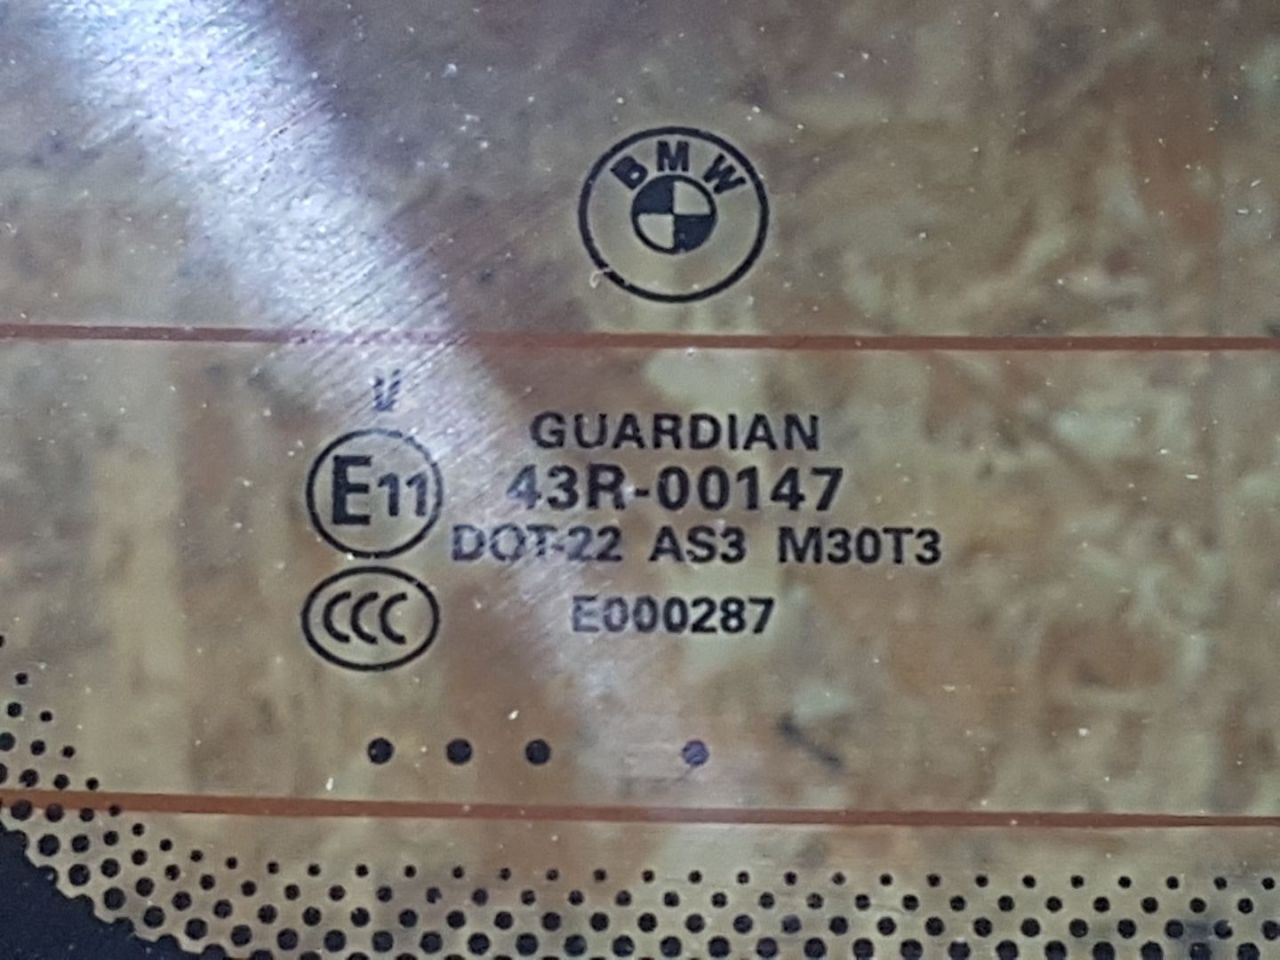 BMW
V
GUARDIAN
E11
43R-00147
DOT-22 AS3 M30T3
CCC
E000287